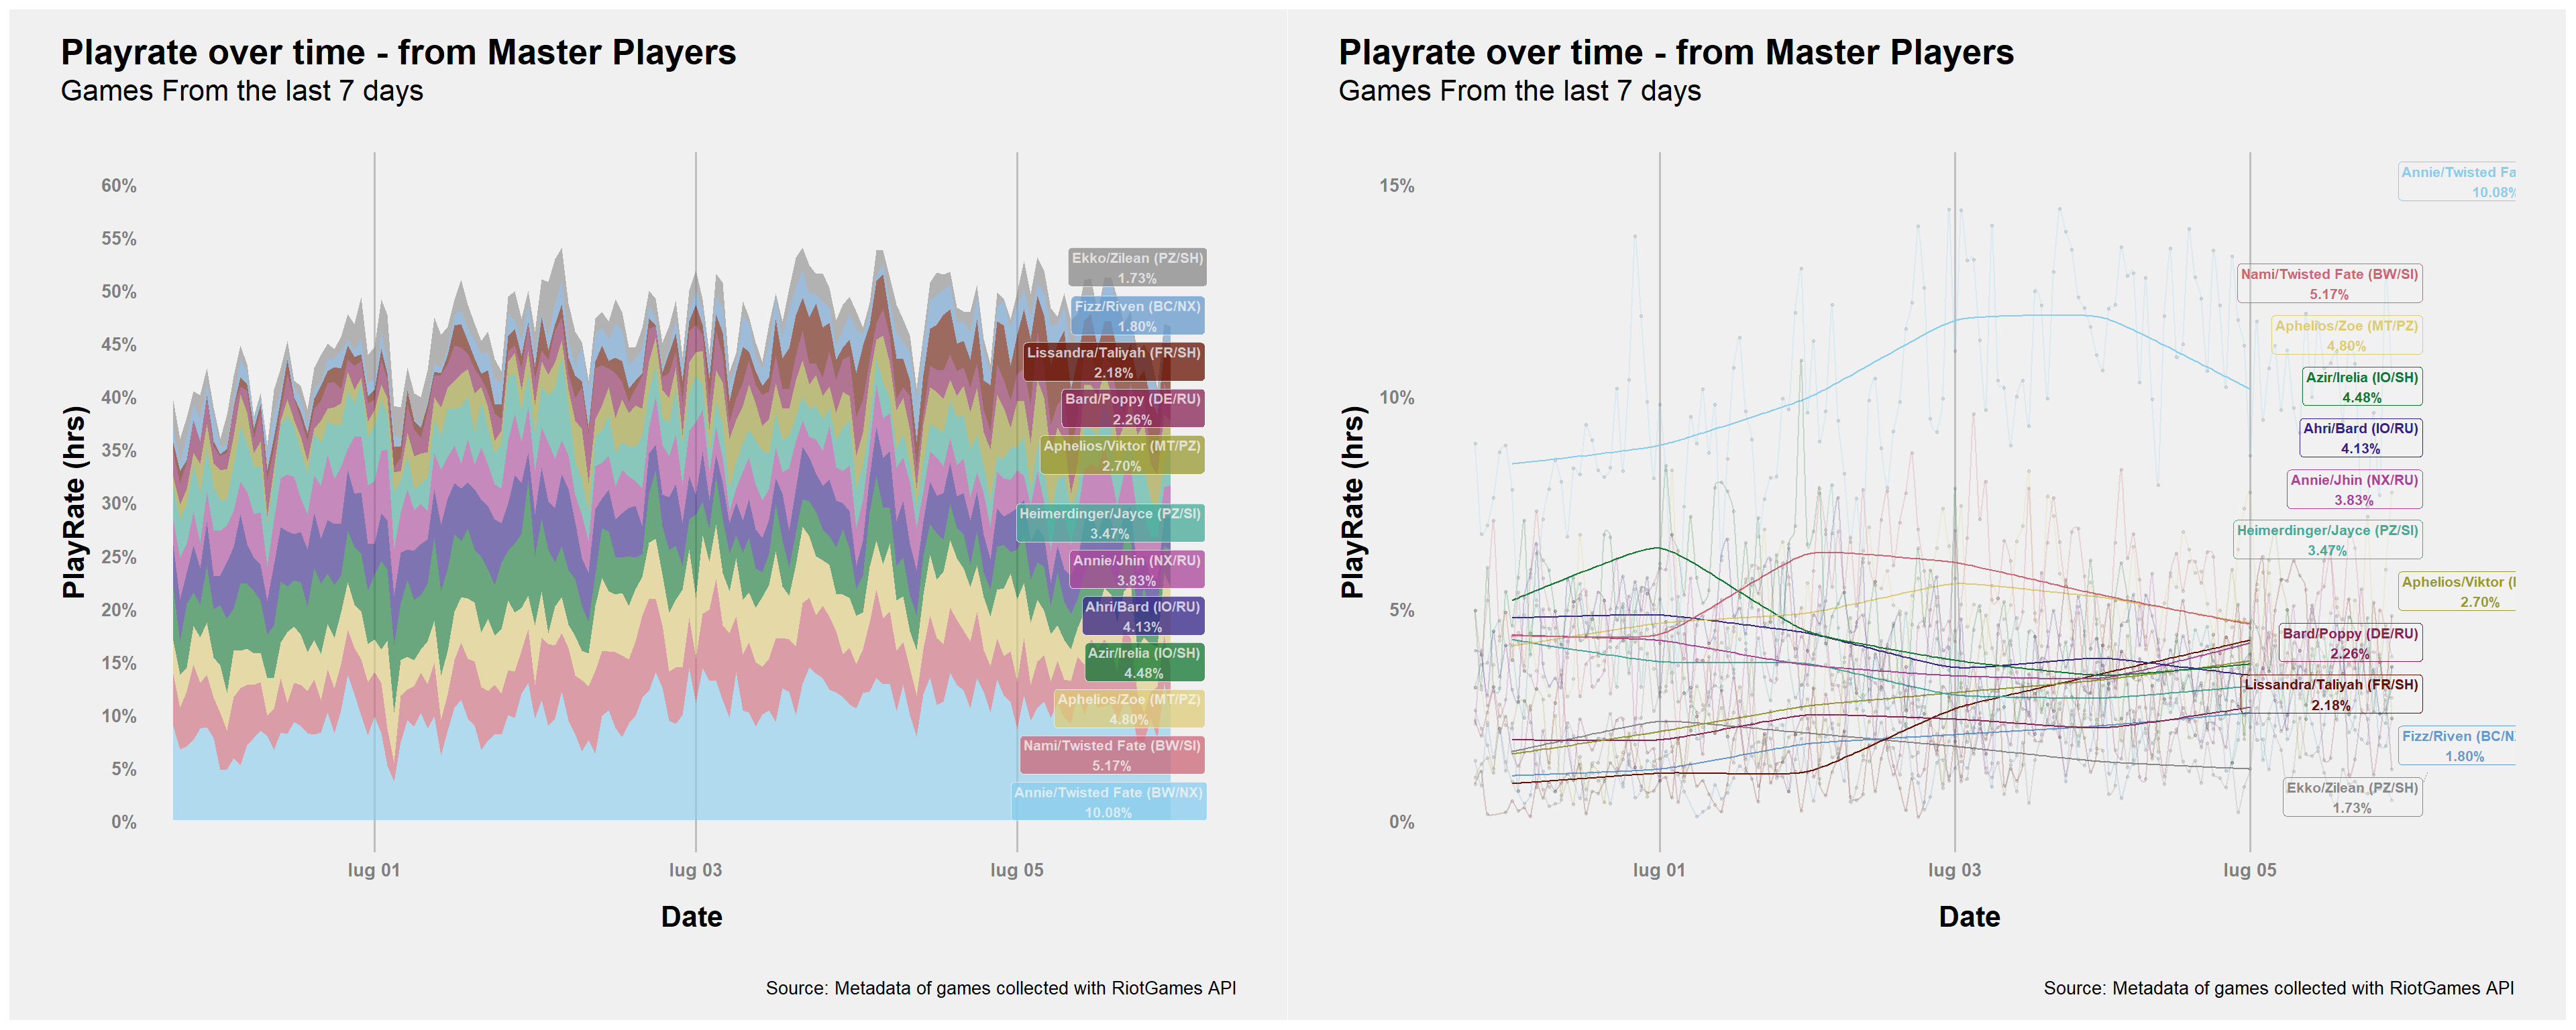 Playrate over time - from Master Players
Games From the last 7 days
PlayRate (hrs)
60%
55%
50%
45%
40%
35%
30%
25%
20%
15%
10%
5%
0%
Ekko/Zilean (PZ/SH)
1.73%
Fizz/Riven (BC/NX)
1.80%
Lissandra/Taliyah (FR/SH)
2.18%
Bard/Poppy (DE/RU)
2.26%
Aphelios/Viktor (MT/PZ)
2.70%
Heimerdinger/Jayce (PZ/SI)
3.47%
Annie/Jhin (NX/RU)
3.83%
Ahri/Bard (IO/RU)
4.13%
Azir/Irelia (IO/SH)
4.48%
Aphelios/Zoe (MT/PZ)
4.80%
Nami/Twisted Fate (BW/SI)
5.17%
Annie/Twisted Fate (BW/NX)
10.08%
lug 01
lug 03
lug 05
Date
Source: Metadata of games collected with RiotGames API
Playrate over time - from Master Players
Games From the last 7 days
PlayRate (hrs)
15%
10%
5%
0%
Annie/Twisted Fa
10.08%
Nami/Twisted Fate (BW/SI)
5.17%
Aphelios/Zoe (MT/PZ)
4.80%
Azir/Irelia (IO/SH)
4.48%
Ahri/Bard (IO/RU)
4.13%
Annie/Jhin (NX/RU)
3.83%
Heimerdinger/Jayce (PZ/SI)
3.47%
Aphelios/Viktor (
2.70%
Bard/Poppy (DE/RU)
2.26%
Lissandra/Taliyah (FR/SH)
2.18%
Fizz/Riven (BC/N
1.80%
Ekko/Zilean (PZ/SH)
1.73%
lug 01
lug 03
lug 05
Date
Source: Metadata of games collected with RiotGames API